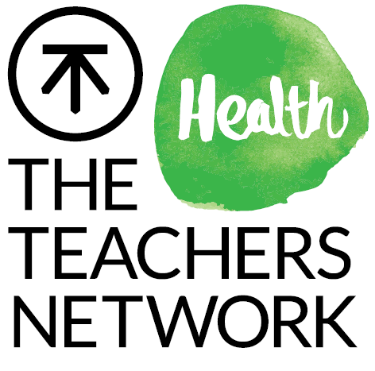 Health
THE
TEACHERS
NETWORK